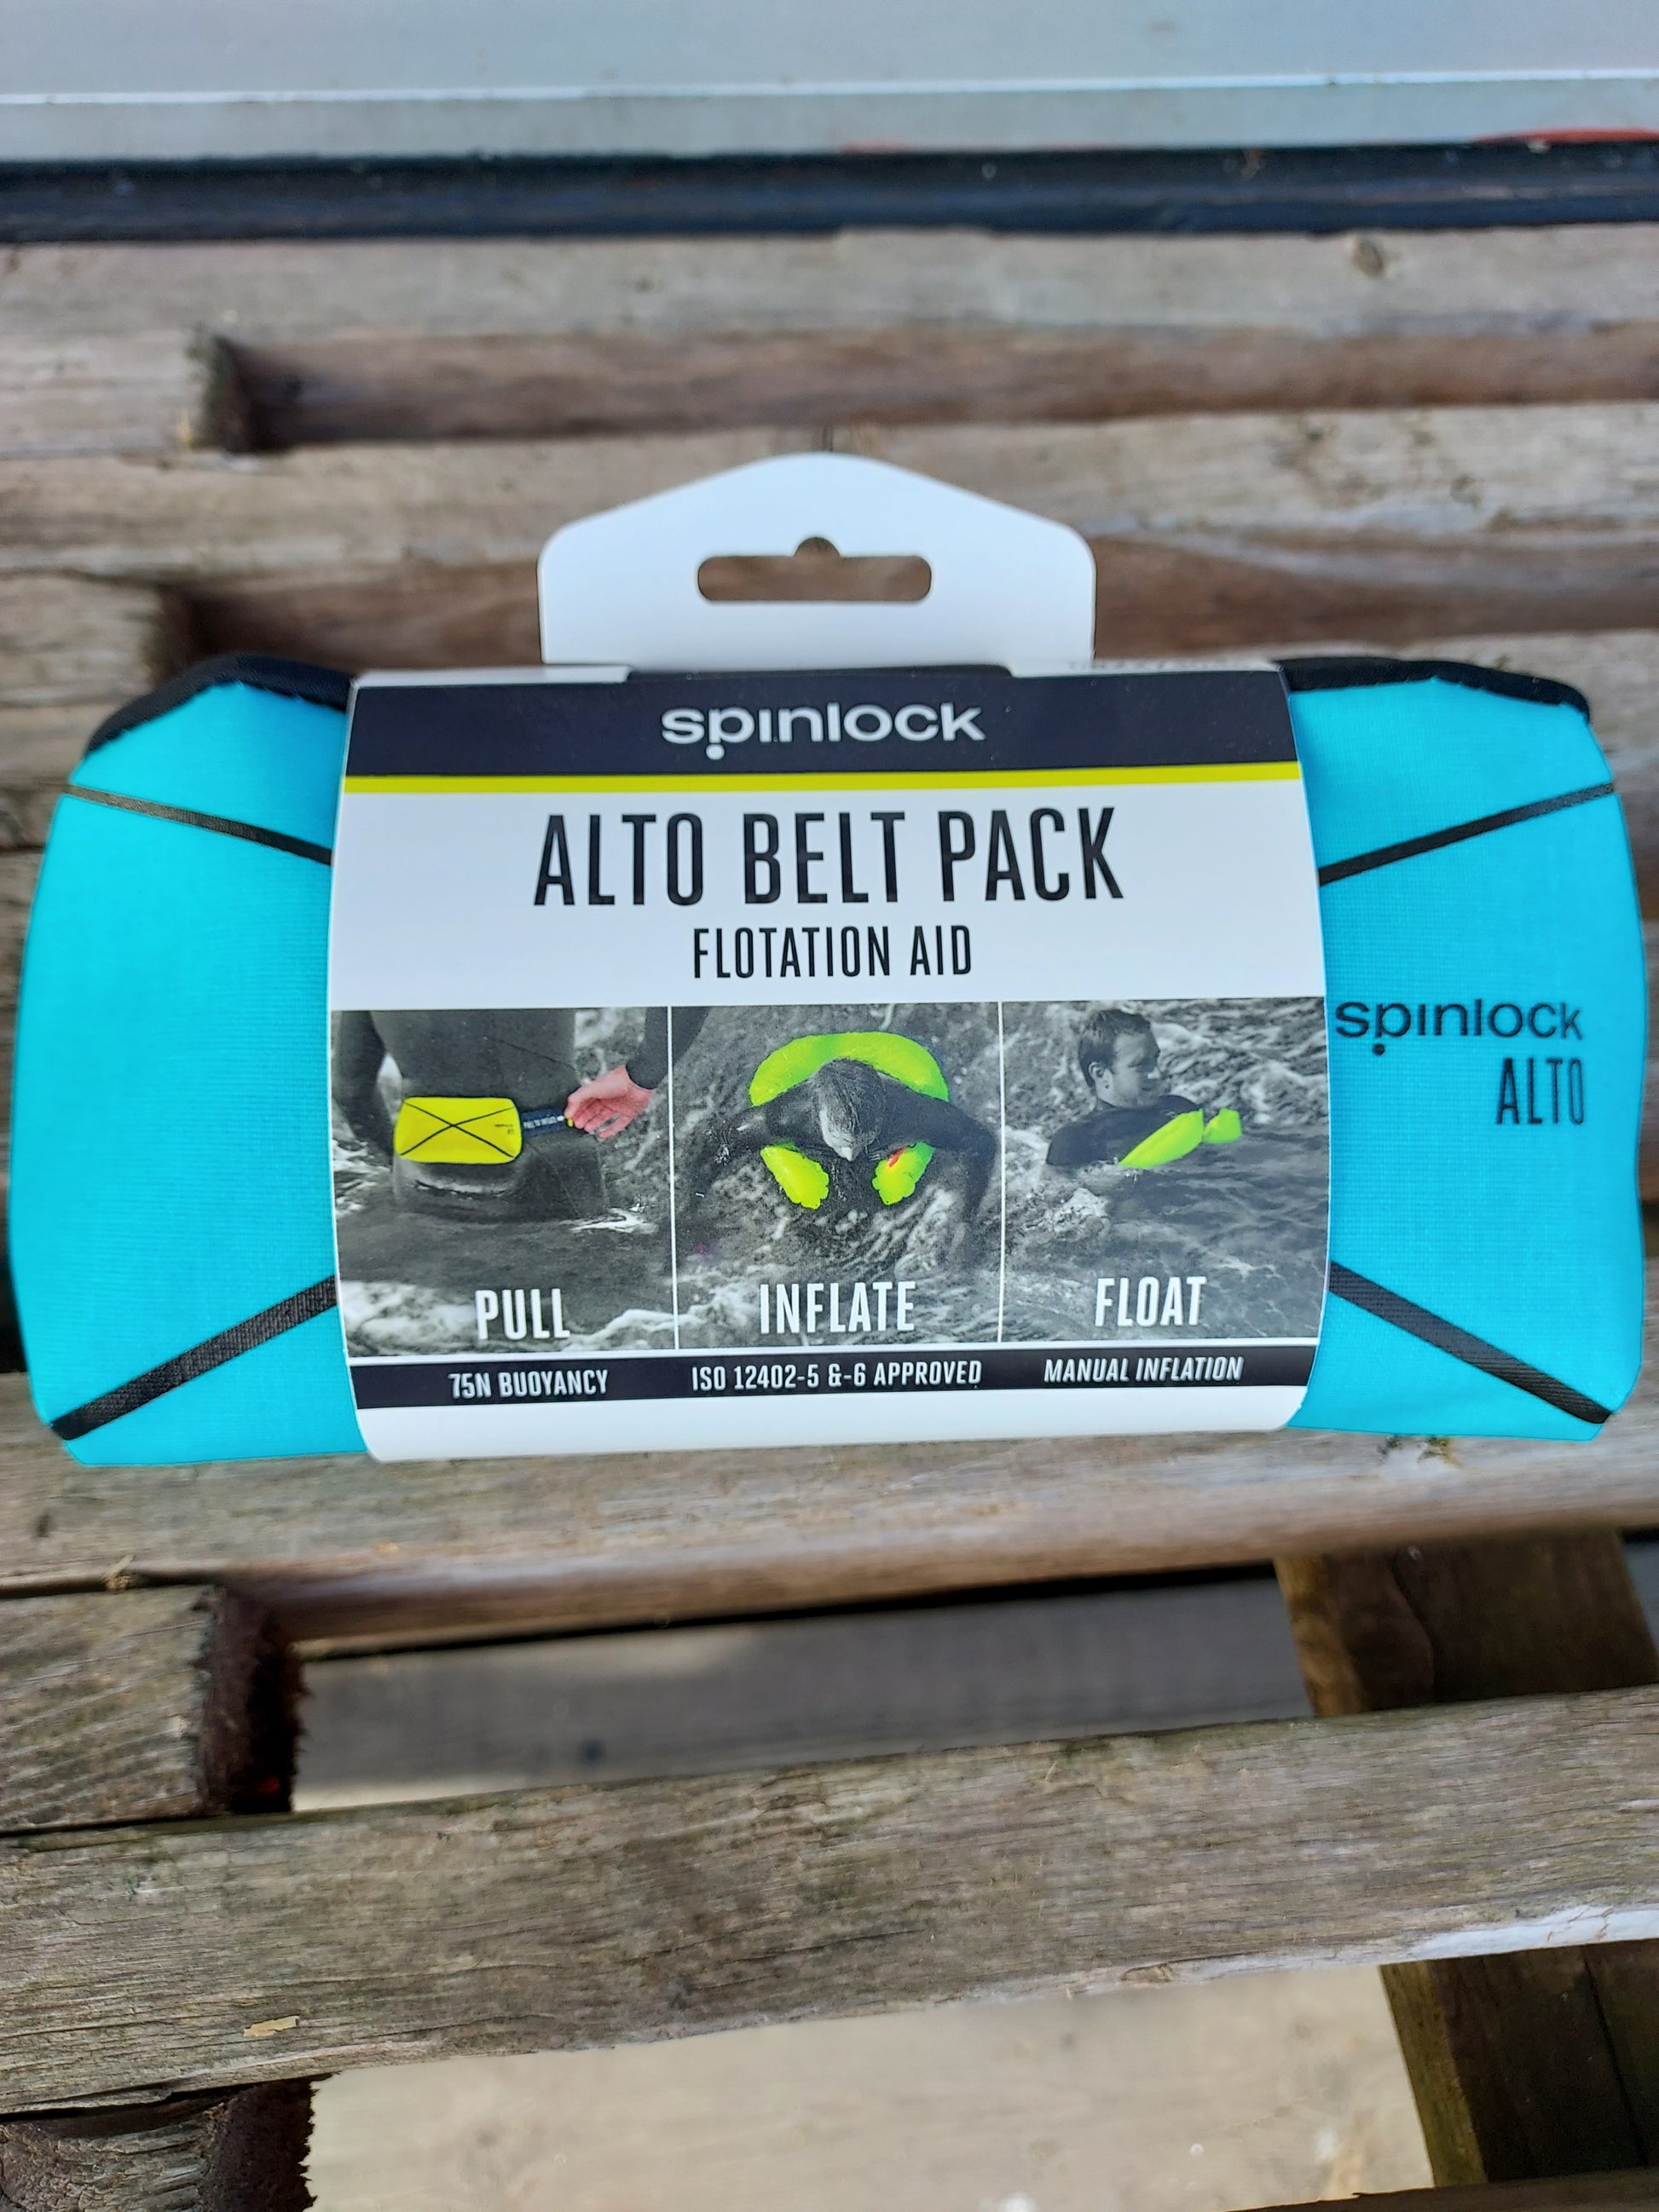 spinlock
ALTO BELT PACK
FLOTATION AID
spinlock
ALTO
PULL
INFLATE
FLOAT
75N BUOYANCY
ISO 12402-5 &-6 APPROVED
MANUAL INFLATION